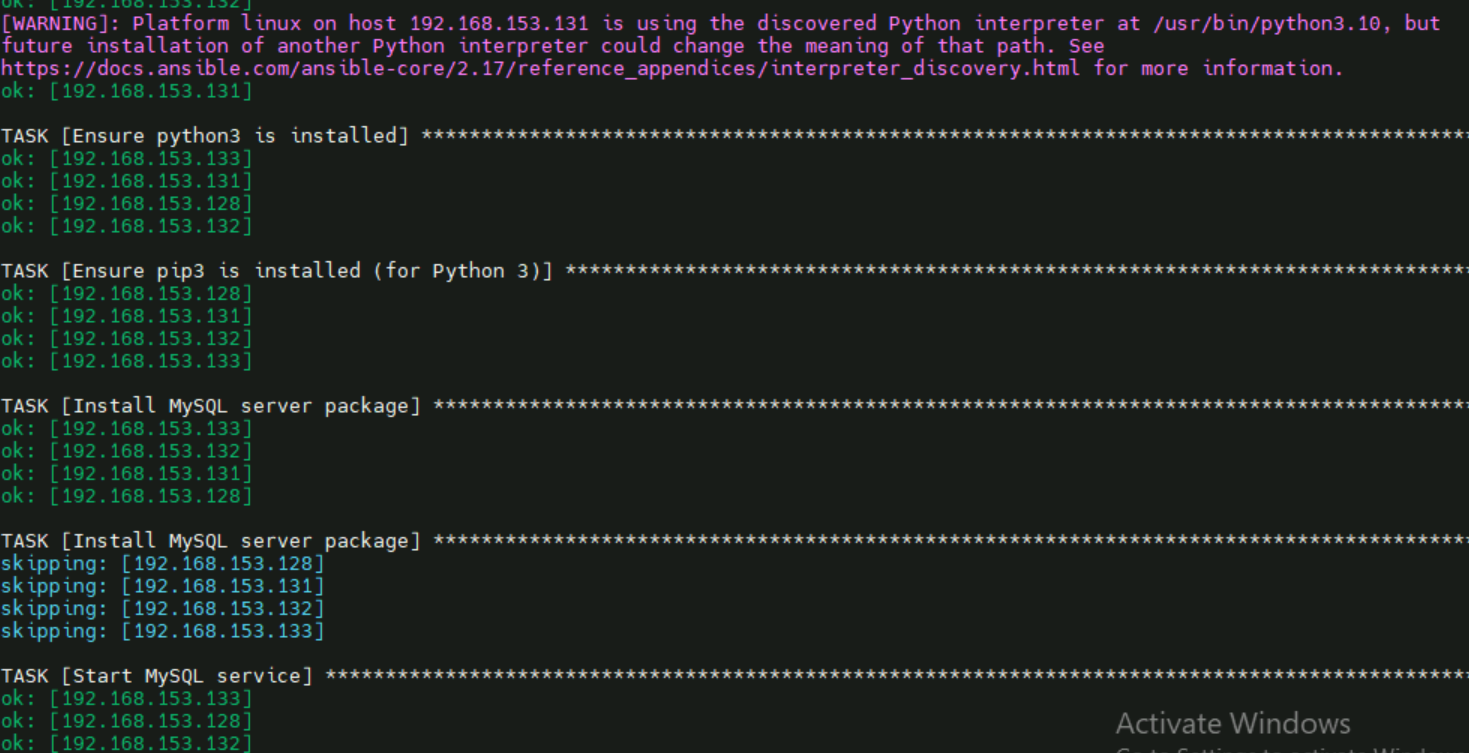 ok: [192.168.153.132]
[WARNING]: Platform linux on host 192.168.153.131 is using the discovered Python interpreter at /usr/bin/python3.10, but
future installation of another Python interpreter could change the meaning of that path. See
https://docs.ansible.com/ansible-core/2.17/reference_appendices/interpreter_discovery.html for more information.
ok: [192.168.153.131]
TASK [Ensure python3 is installed] ****************************************************************************************
ok: [192.168.153.133]
ok: [192.168.153.131]
ok: [192.168.153.128]
ok: [192.168.153.132]
TASK [Ensure pip3 is installed (for Python 3)] ****************************************************************************
ok: [192.168.153.128]
ok: [192.168.153.131]
ok: [192.168.153.132]
ok: [192.168.153.133]
TASK [Install MySQL server package] ***************************************************************************************
ok: [192.168.153.133]
ok: [192.168.153.132]
ok: [192.168.153.131]
ok: [192.168.153.128]
TASK [Install MySQL server package] ***************************************************************************************
skipping: [192.168.153.128]
skipping: [192.168.153.131]
skipping: [192.168.153.132]
skipping: [192.168.153.133]
TASK [Start MySQL service] ************************************************************************************************
ok: [192.168.153.133]
ok: [192.168.153.128]
ok: [192.168.153.132]
Activate Windows